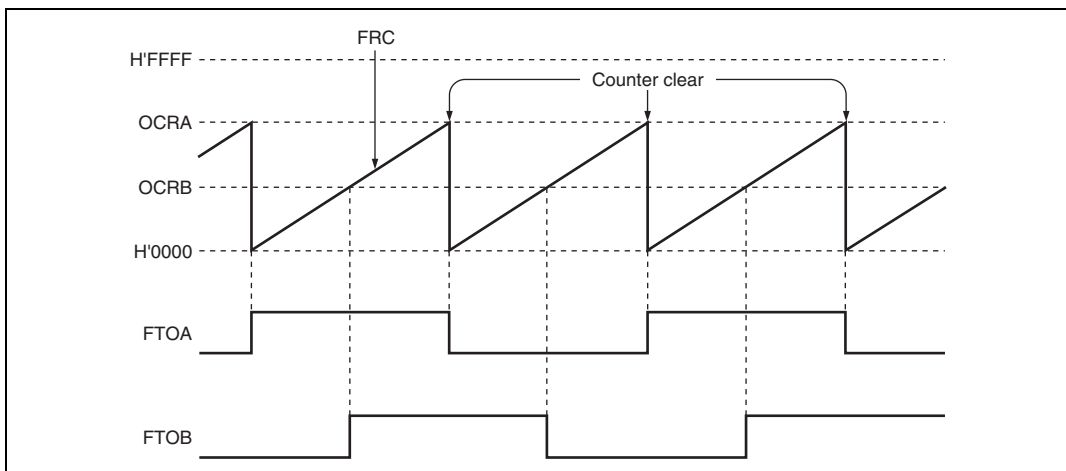 FRC
H'FFFF
Counter clear
OCRA
OCRB
H'0000
FTOA
FTOB